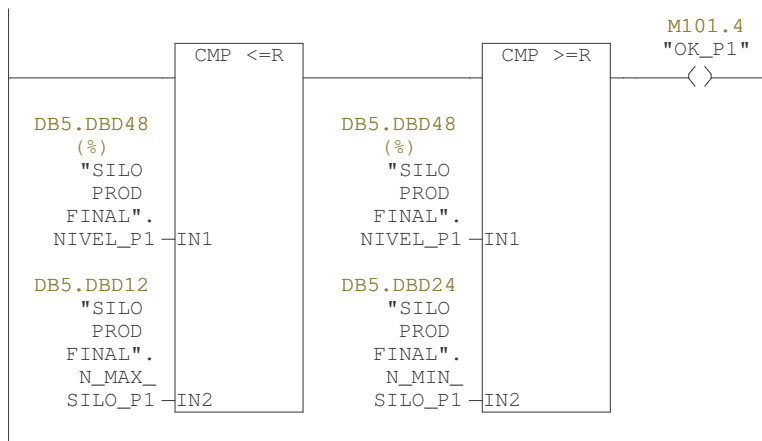 M101.4
"OK_P1"
CMP <=R
CMP >=R
( )
DB5.DBD48
(%)
"SILO
PROD
FINAL".
NIVEL_P1
IN1
DB5.DBD12
"SILO
PROD
FINAL".
N_MAX_
SILO_P1
IN2
DB5.DBD48
(%)
"SILO
PROD
FINAL".
NIVEL_P1
IN1
DB5.DBD24
"SILO
PROD
FINAL".
N_MIN_
SILO_P1
IN2